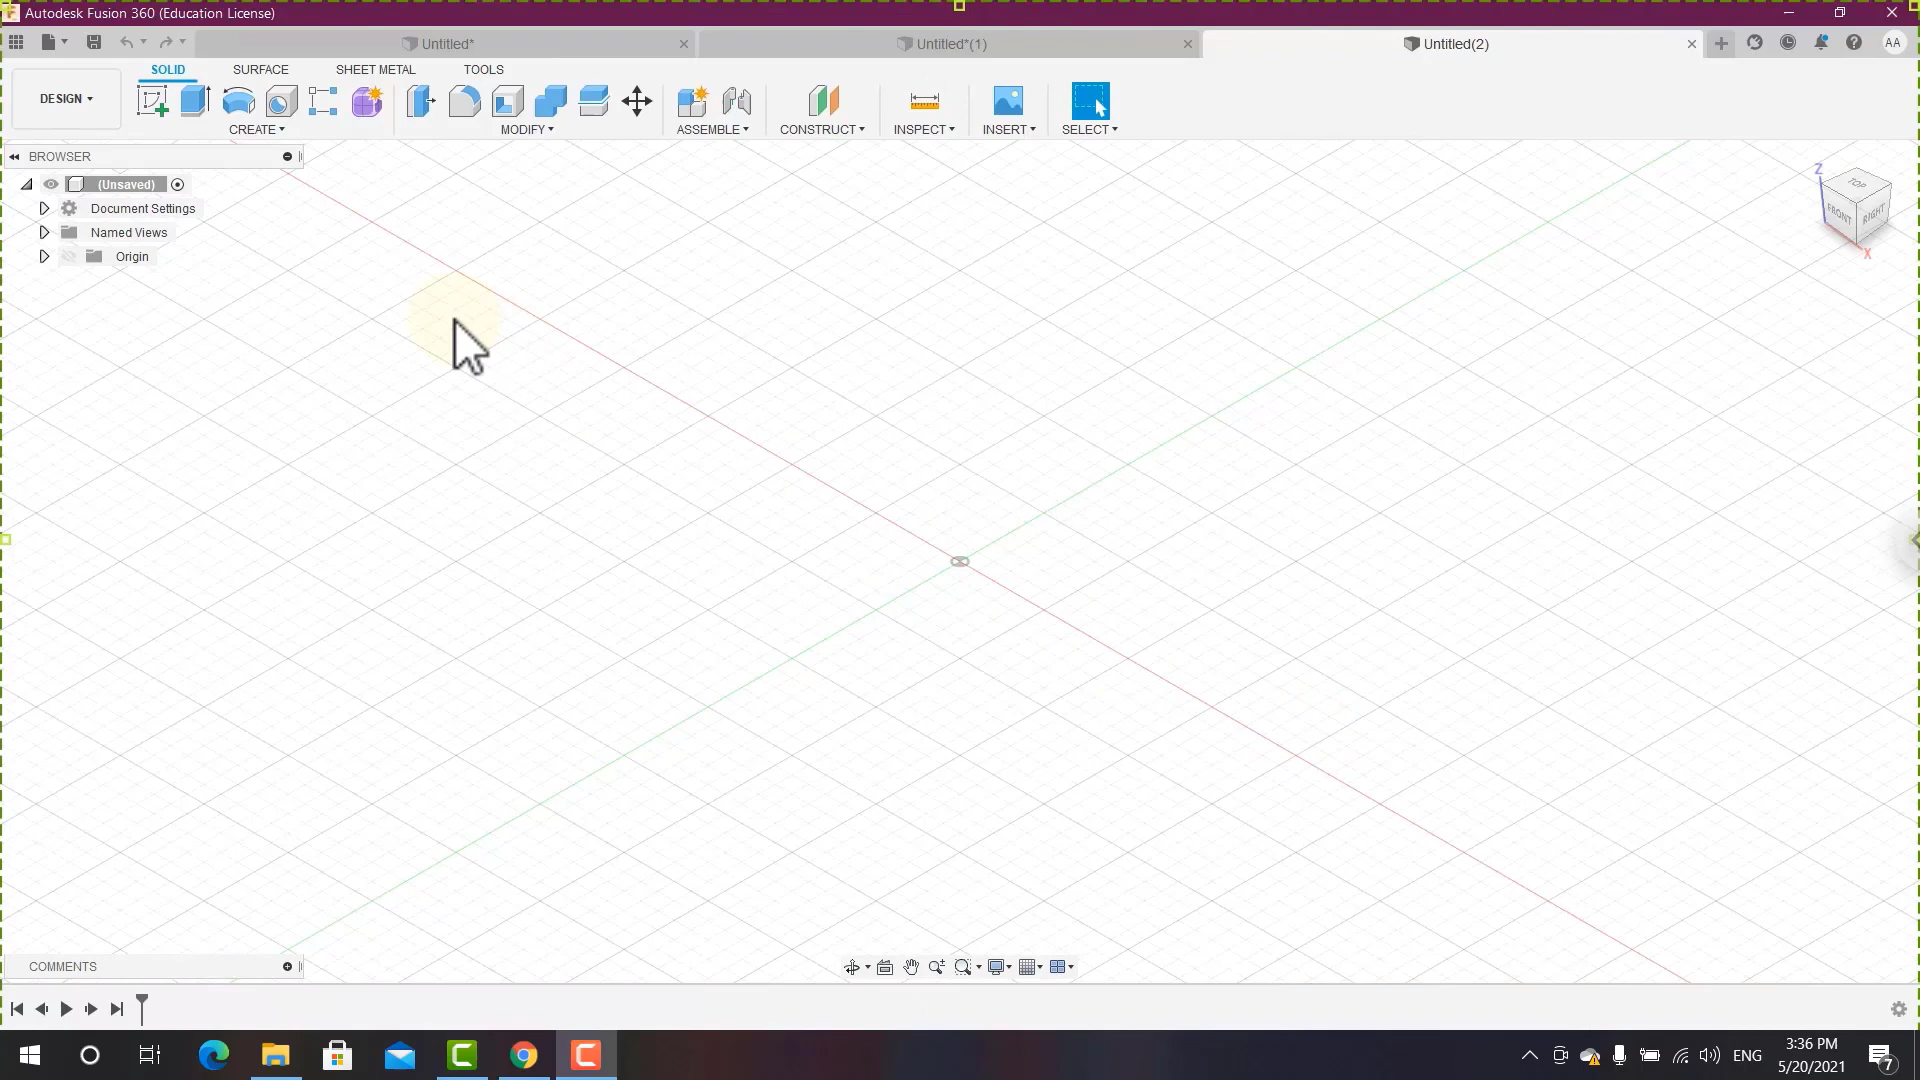 Autodesk Fusion 360 (Education License)
Untitled*
Untitled*(1)
Untitled(2)
AA
DESIGN
SOLID
SURFACE
SHEET METAL
TOOLS
CREATE
MODIFY
ASSEMBLE
CONSTRUCT
INSPECT
INSERT
SELECT
BROWSER
(Unsaved)
Document Settings
Named Views
Origin
Z
TOP
FRONT
RIGHT
X
COMMENTS
ENG
3:36 PM
5/20/2021
7